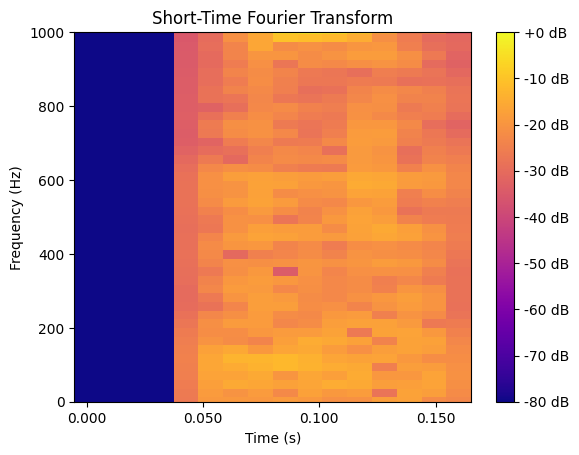 Short-Time Fourier Transform
Frequency (Hz)
1000
800
600
400
200
0
0.000
0.050
0.100
0.150
Time (s)
+0 dB
-10 dB
-20 dB
-30 dB
-40 dB
-50 dB
-60 dB
-70 dB
-80 dB